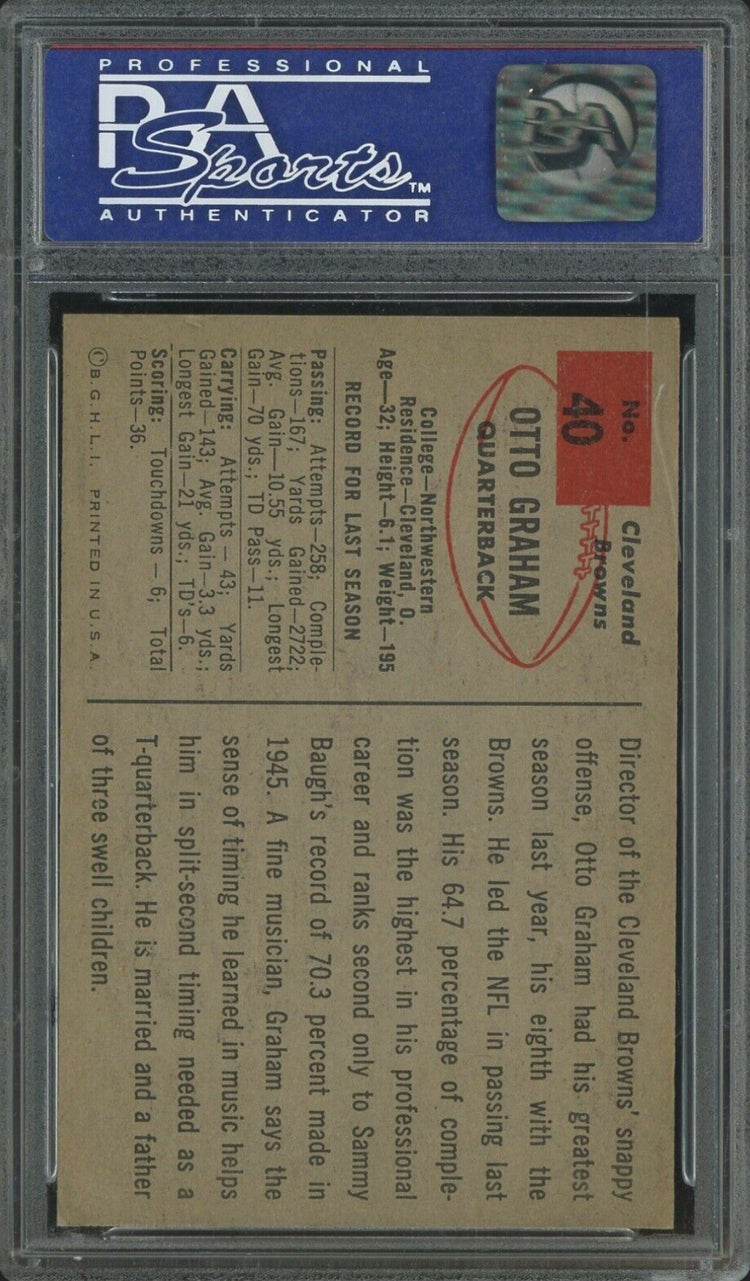 PROFESSIONAL
PSA
Sports™
AUTHENTICATOR
PSA
No.
40
Cleveland
Browns
OTTO GRAHAM
QUARTERBACK
College—Northwestern
Residence—Cleveland, O.
Age—32; Height—6.1; Weight—195
RECORD FOR LAST SEASON
Passing: Attempts—258; Comple-
tions—167; Yards Gained—2722;
Avg. Gain—10.55 yds.; Longest
Gain—70 yds.; TD Pass—11.
Carrying: Attempts — 43; Yards
Gained—143; Avg. Gain—3.3 yds.;
Longest Gain—21 yds.; TD's—6.
Scoring: Touchdowns — 6; Total
Points—36.
©B.G.H.L.I. PRINTED IN U.S.A.
Director of the Cleveland Browns' snappy
offense, Otto Graham had his greatest
season last year, his eighth with the
Browns. He led the NFL in passing last
season. His 64.7 percentage of comple-
tion was the highest in his professional
career and ranks second only to Sammy
Baugh's record of 70.3 percent made in
1945. A fine musician, Graham says the
sense of timing he learned in music helps
him in split-second timing needed as a
T-quarterback. He is married and a father
of three swell children.